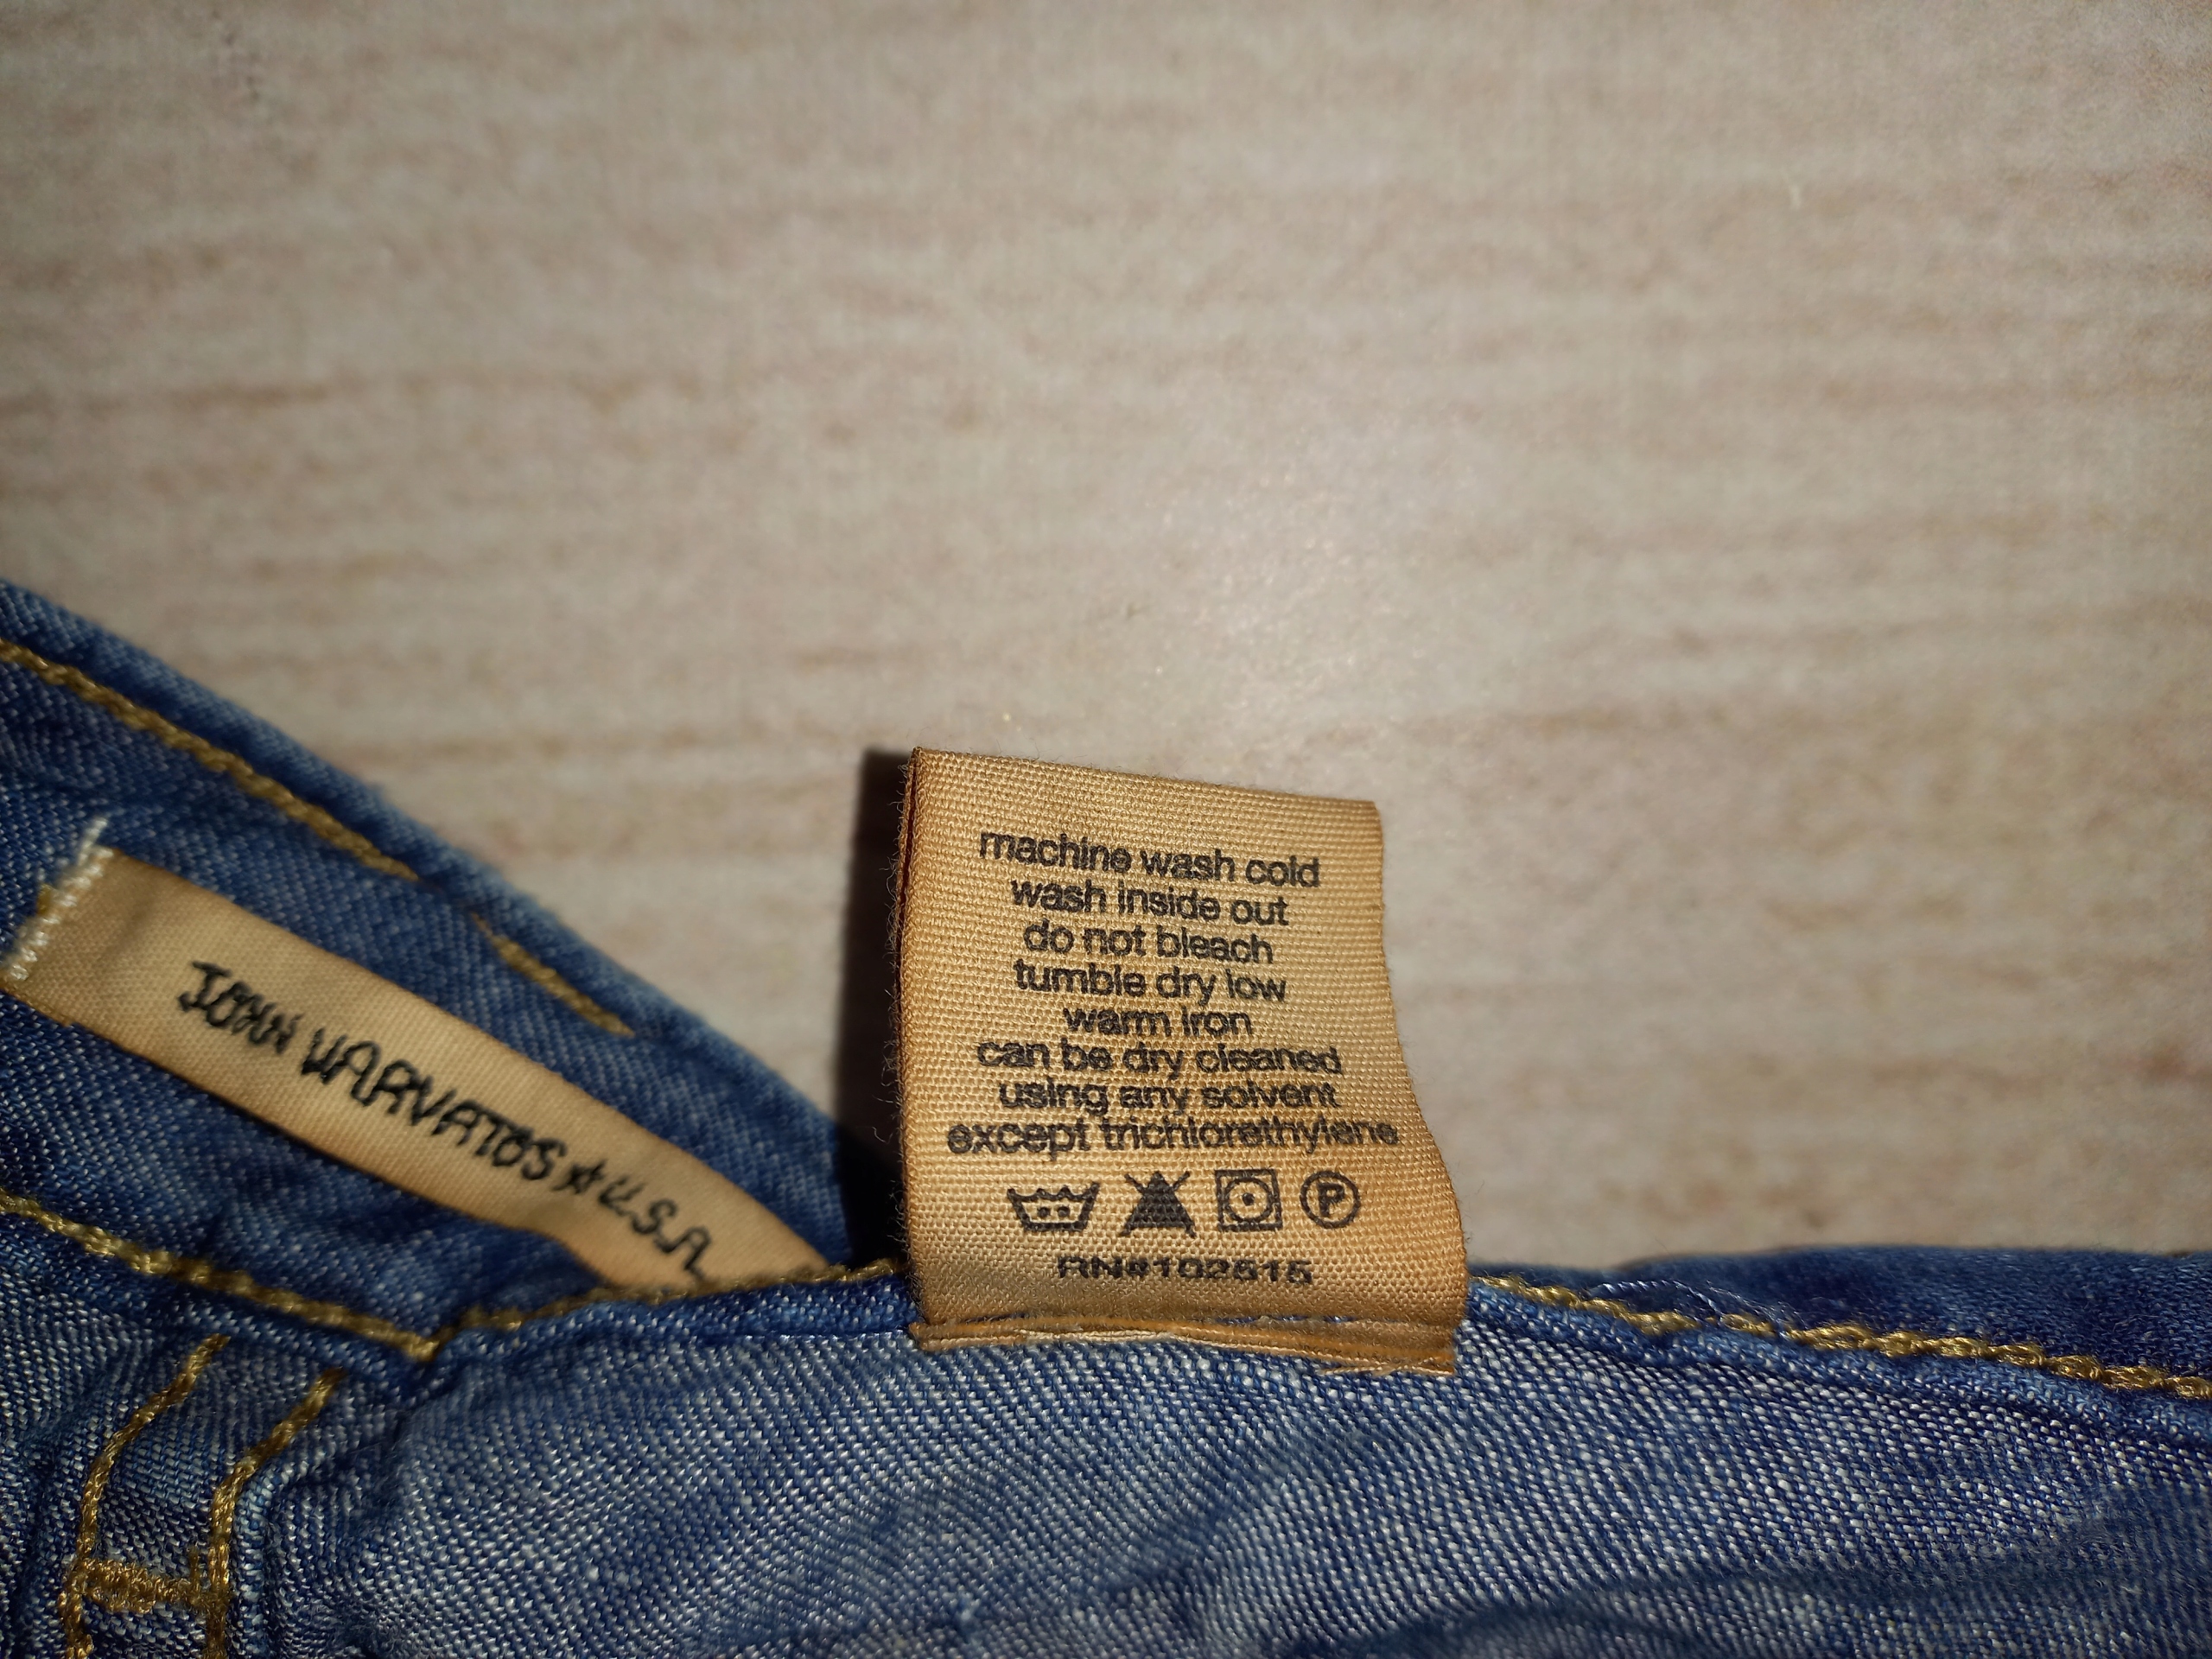 JOHN VARVATOS ★ U.S.A.
machine wash cold
wash inside out
do not bleach
tumble dry low
warm iron
can be dry cleaned
using any solvent
except trichlorethylene
P
RN#102615